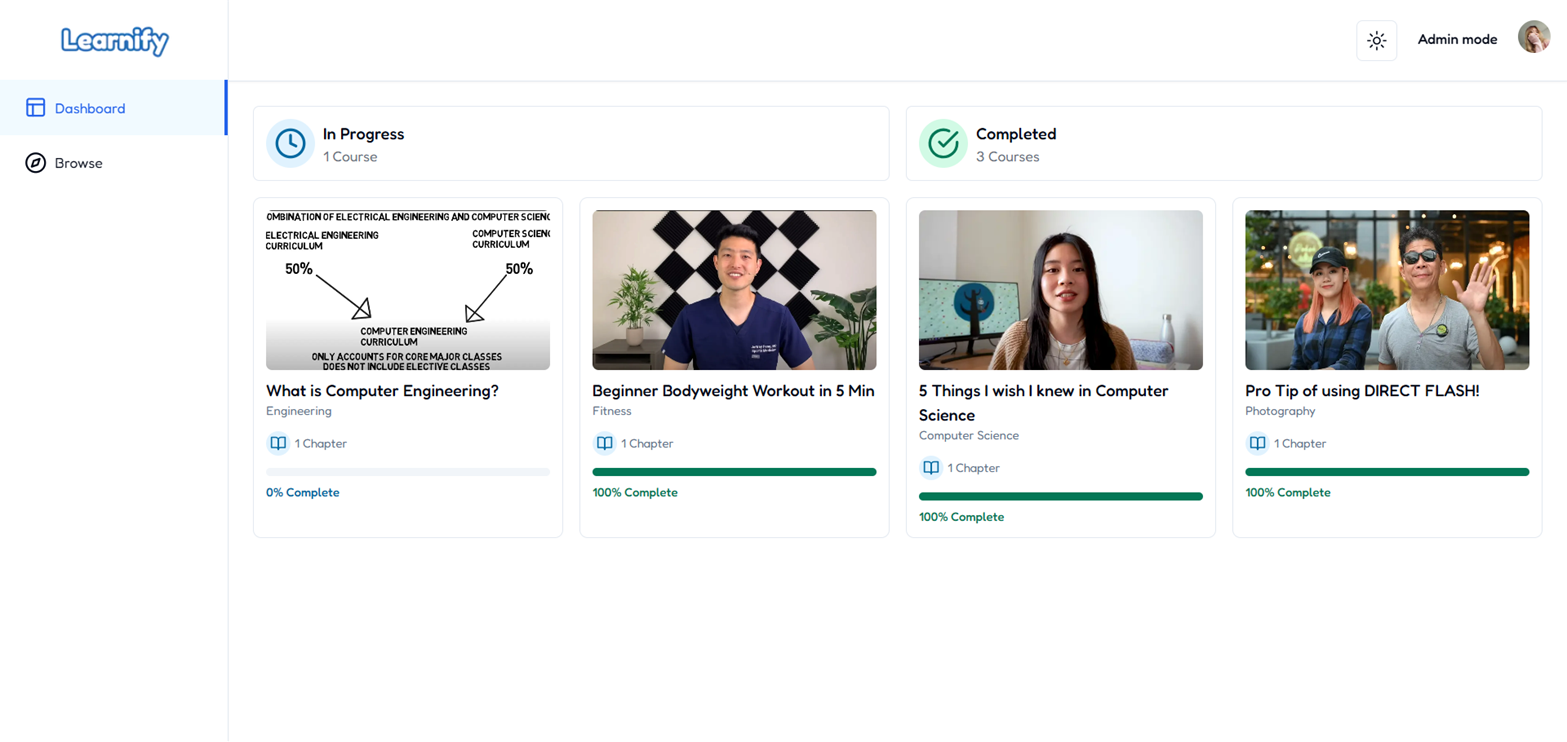 Learnify
Admin mode
Dashboard
Browse
In Progress
1 Course
Completed
3 Courses
OMBINATION OF ELECTRICAL ENGINEERING AND COMPUTER SCIENC
ELECTRICAL ENGINEERING
CURRICULUM
COMPUTER SCIENC
CURRICULUM
50%
50%
COMPUTER ENGINEERING
CURRICULUM
ONLY ACCOUNTS FOR CORE MAJOR CLASSES
DOES NOT INCLUDE ELECTIVE CLASSES
What is Computer Engineering?
Engineering
1 Chapter
0% Complete
Beginner Bodyweight Workout in 5 Min
Fitness
1 Chapter
100% Complete
5 Things I wish I knew in Computer
Science
Computer Science
1 Chapter
100% Complete
Pro Tip of using DIRECT FLASH!
Photography
1 Chapter
100% Complete